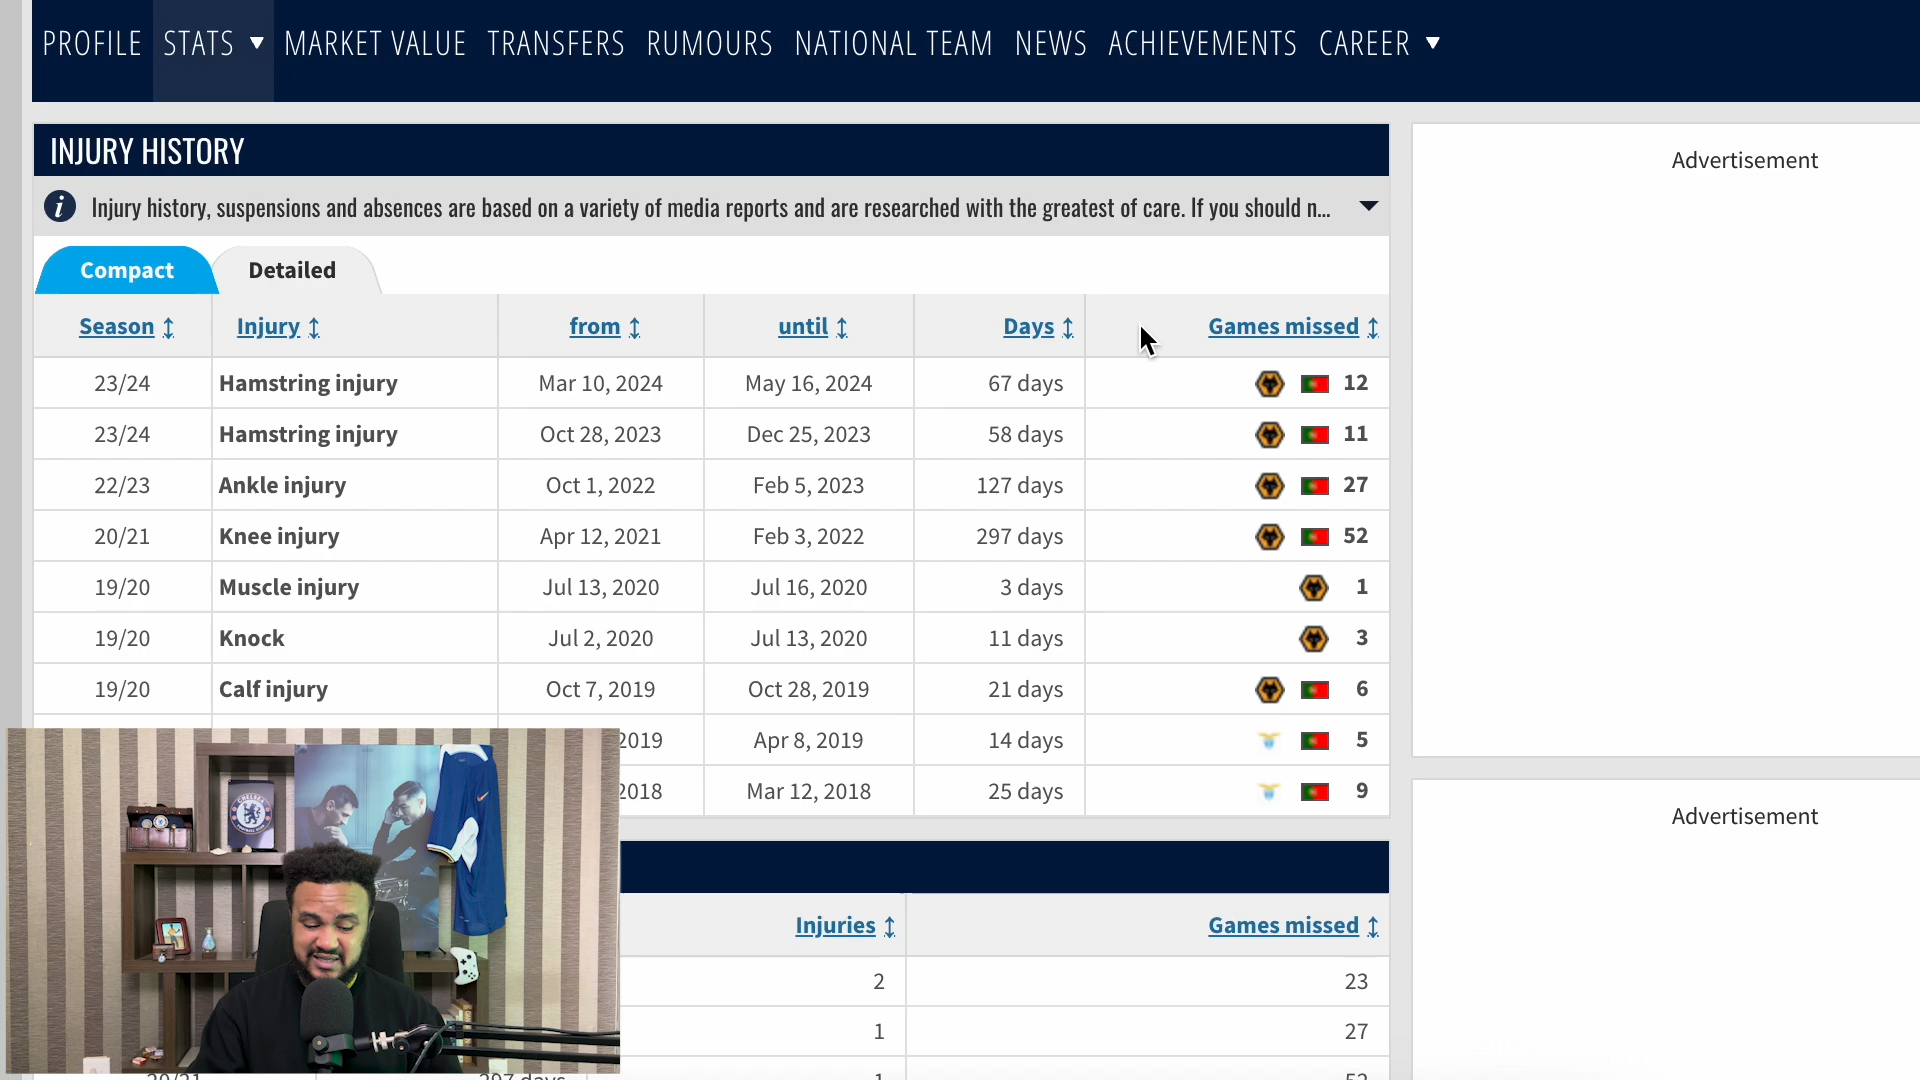 PROFILE STATS MARKET VALUE TRANSFERS RUMOURS NATIONAL TEAM NEWS ACHIEVEMENTS CAREER
INJURY HISTORY
Injury history, suspensions and absences are based on a variety of media reports and are researched with the greatest of care. If you should n...
Advertisement
Compact Detailed
Season Injury from until Days Games missed
23/24 Hamstring injury Mar 10, 2024 May 16, 2024 67 days 12
23/24 Hamstring injury Oct 28, 2023 Dec 25, 2023 58 days 11
22/23 Ankle injury Oct 1, 2022 Feb 5, 2023 127 days 27
20/21 Knee injury Apr 12, 2021 Feb 3, 2022 297 days 52
19/20 Muscle injury Jul 13, 2020 Jul 16, 2020 3 days 1
19/20 Knock Jul 2, 2020 Jul 13, 2020 11 days 3
19/20 Calf injury Oct 7, 2019 Oct 28, 2019 21 days 6
2019 Apr 8, 2019 14 days 5
2018 Mar 12, 2018 25 days 9
Advertisement
CHELSEA
Injuries Games missed
2 23
1 27
20/21 297 days 1 52